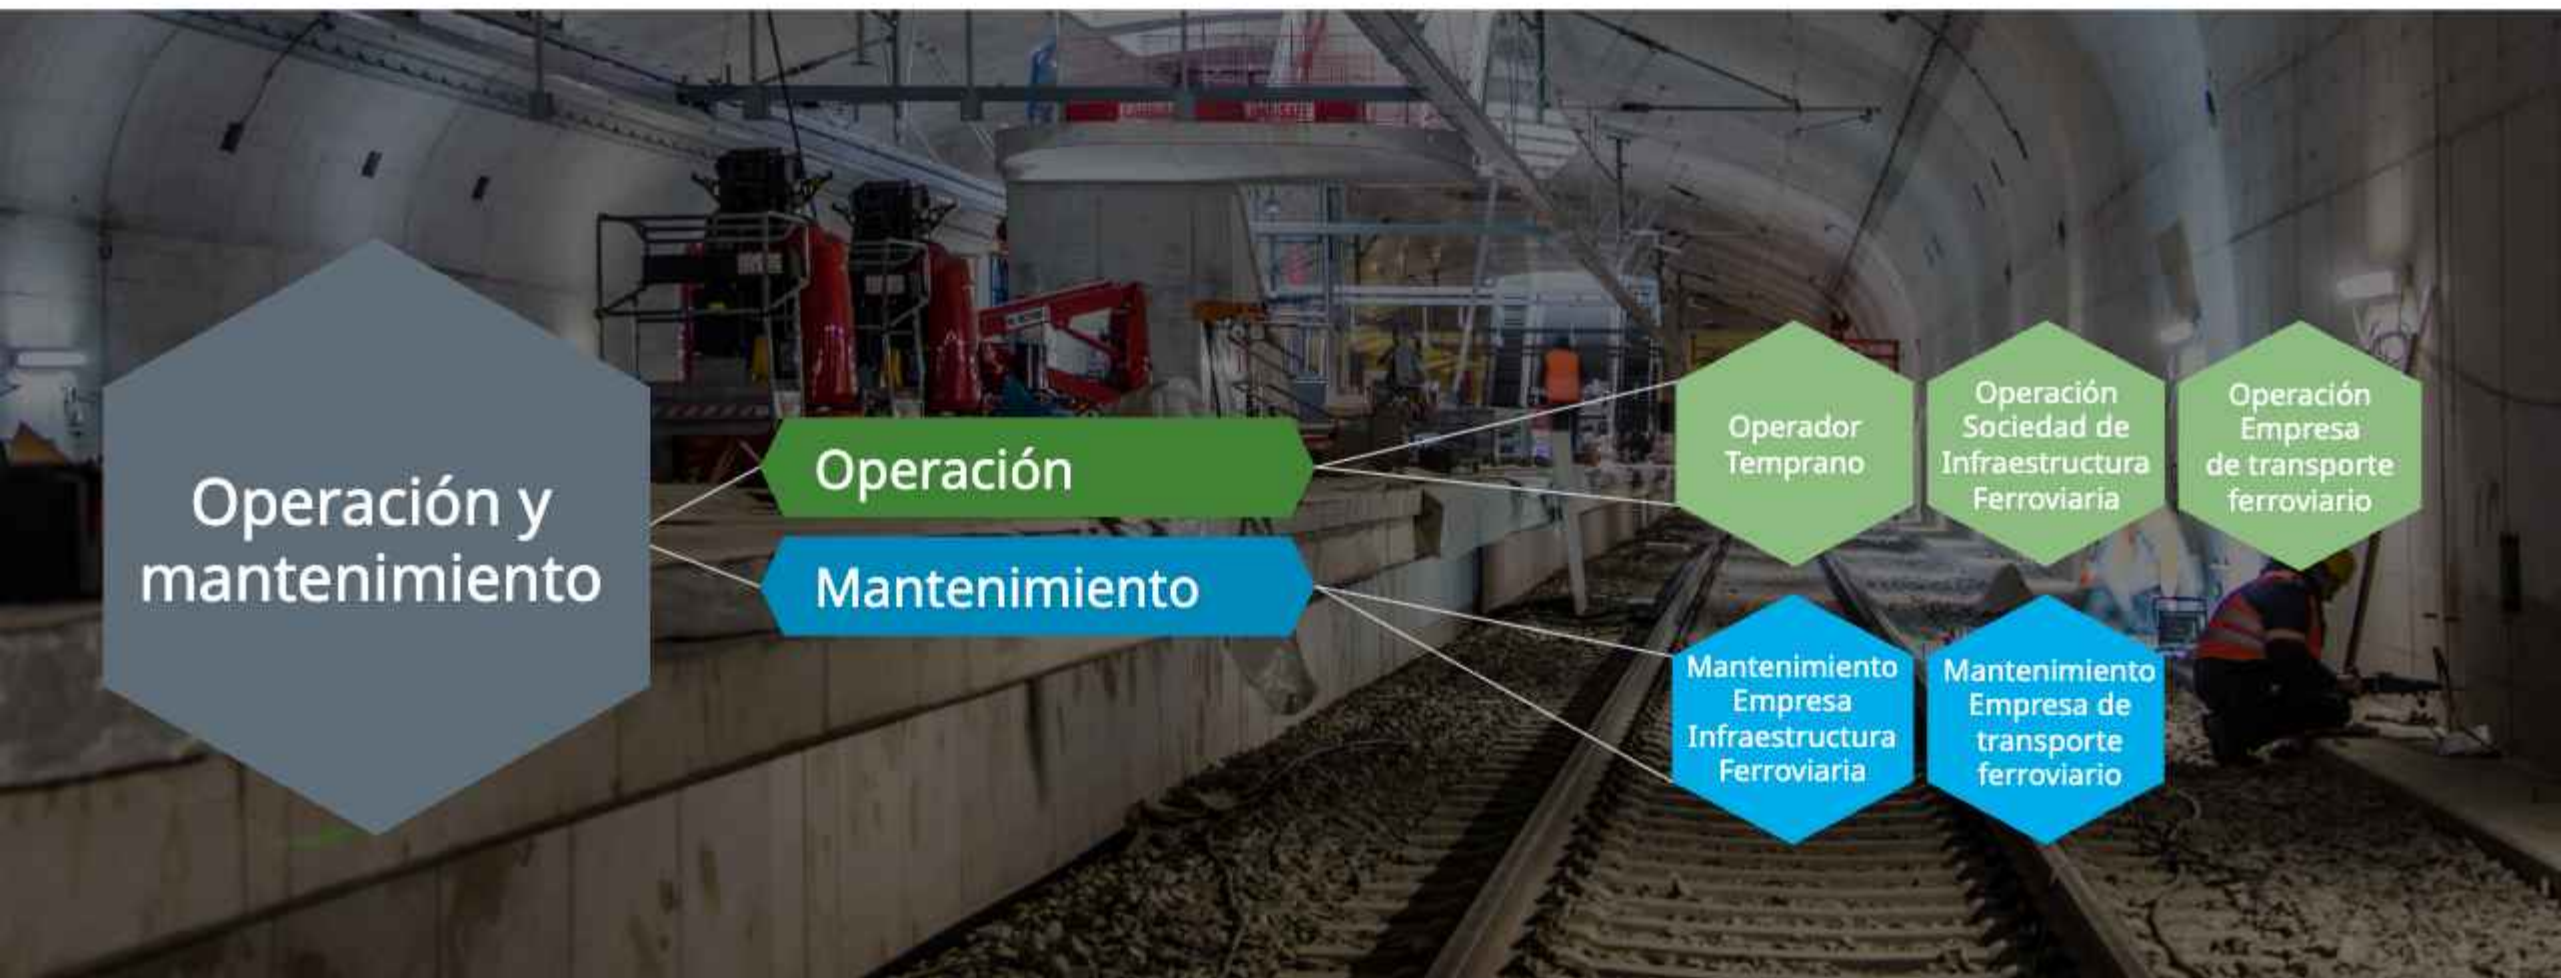 Operación y
mantenimiento
Operación
Mantenimiento
Operador
Temprano
Operación
Sociedad de
Infraestructura
Ferroviaria
Operación
Empresa
de transporte
ferroviario
Mantenimiento
Empresa
Infraestructura
Ferroviaria
Mantenimiento
Empresa de
transporte
ferroviario